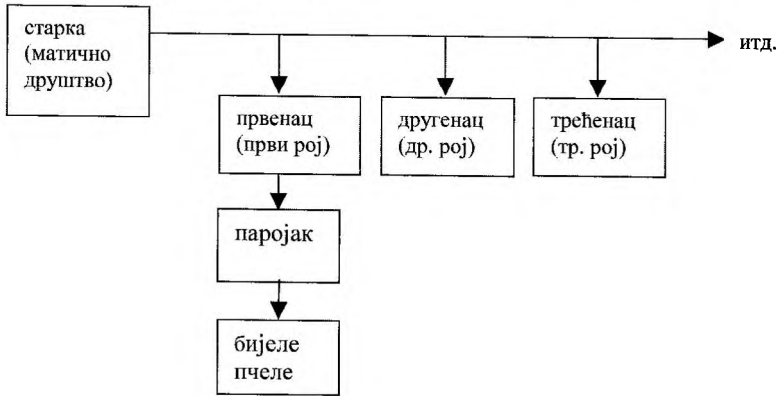 старка
(матично
друштво)
итд.
првенац
(први рој)
другенац
(др. рој)
трећенац
(тр. рој)
паројак
бијеле
пчеле